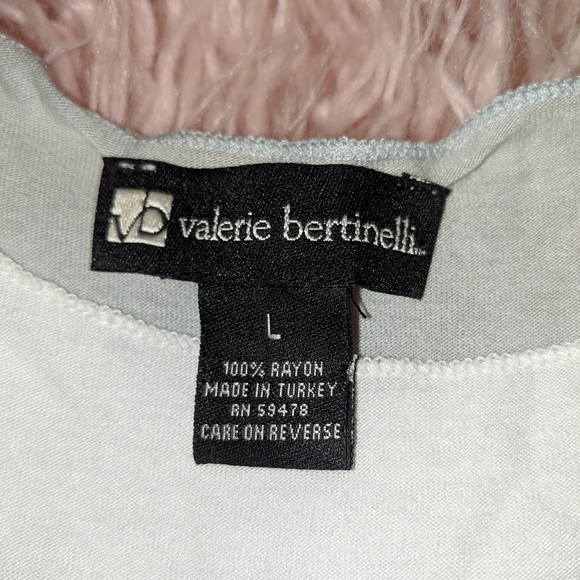 vb valerie bertinelli
L
100% RAYON
MADE IN TURKEY
RN 59478
CARE ON REVERSE